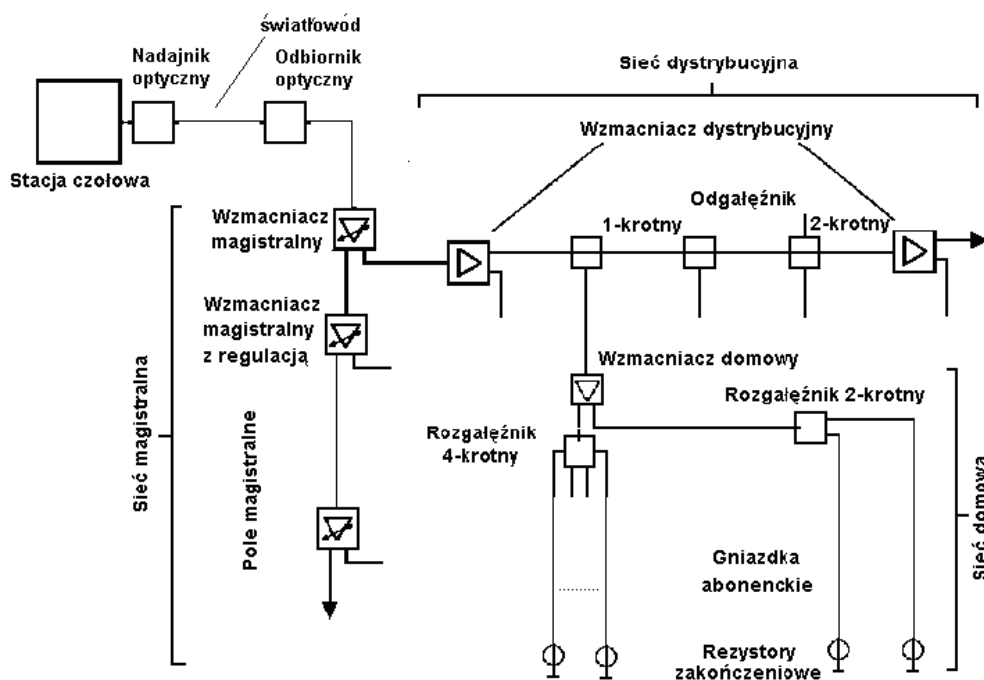 światłowód
Nadajnik
optyczny
Odbiornik
optyczny
Sieć dystrybucyjna
Wzmacniacz dystrybucyjny
Stacja czołowa
Wzmacniacz
magistralny
Odgałęźnik
1-krotny
2-krotny
Wzmacniacz
magistralny
z regulacją
Wzmacniacz domowy
Rozgałęźnik 2-krotny
Rozgałęźnik
4-krotny
Sieć magistralna
Pole magistralne
Sieć domowa
Gniazdka
abonenckie
Rezystory
zakończeniowe